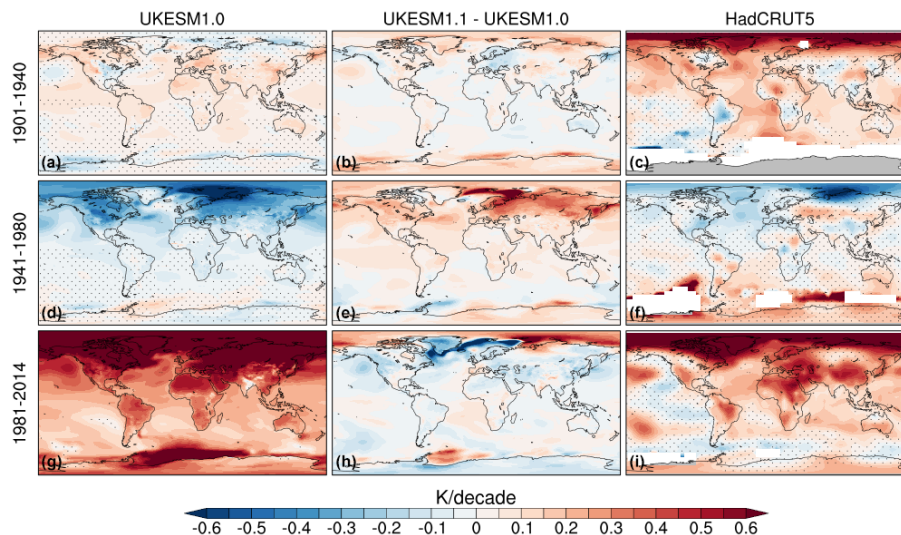 UKESM1.0 UKESM1.1 - UKESM1.0 HadCRUT5
1901-1940
(a) (b) (c)
1941-1980
(d) (e) (f)
1981-2014
(g) (h) (i)
K/decade
-0.6 -0.5 -0.4 -0.3 -0.2 -0.1 0 0.1 0.2 0.3 0.4 0.5 0.6